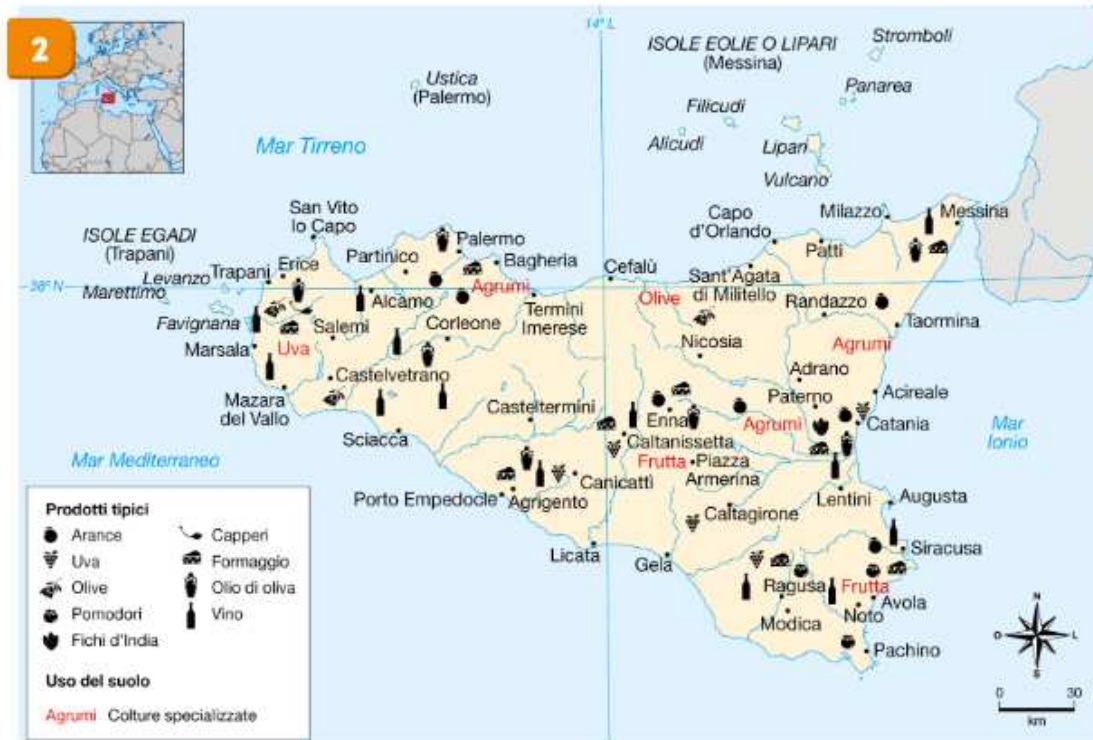 2
14° L
Stromboli
ISOLE EOLIE O LIPARI
(Messina)
Ustica
(Palermo)
Panarea
Filicudi
Alicudi
Lipari
Vulcano
Mar Tirreno
San Vito
lo Capo
Capo
d'Orlando
Milazzo
Messina
ISOLE EGADI
(Trapani)
Partinico
Palermo
Patti
Levanzo
Trapani
Erice
Bagheria
Cefalù
Sant'Agata
di Militello
Marettimo
38° N
Alcamo
Agrumi
Olive
Randazzo
Favignana
Salemi
Corleone
Termini
Imerese
Taormina
Marsala
Uva
Nicosia
Agrumi
Castelvetrano
Adrano
Mazara
del Vallo
Casteltermini
Enna
Paterno
Acireale
Sciacca
Caltanissetta
Agrumi
Catania
Mar
Ionio
Mar Mediterraneo
Frutta
Piazza
Armerina
Porto Empedocle
Agrigento
Canicattì
Lentini
Augusta
Caltagirone
Licata
Gela
Siracusa
Ragusa
Frutta
Avola
Modica
Noto
Pachino
Prodotti tipici
Arance
Capperi
Uva
Formaggio
Olive
Olio di oliva
Pomodori
Vino
Fichi d'India
Uso del suolo
Agrumi Colture specializzate
N
O
L
S
0 30
km